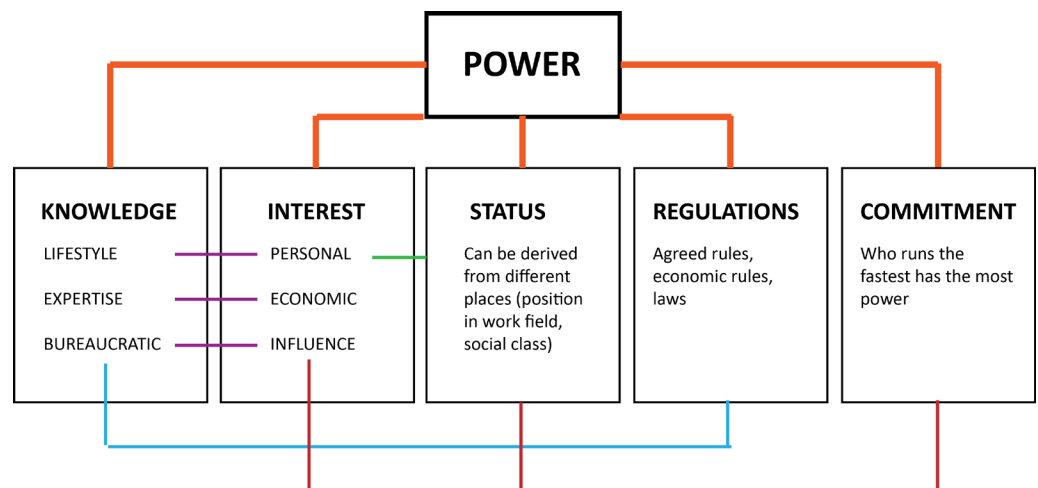 POWER
KNOWLEDGE
LIFESTYLE
EXPERTISE
BUREAUCRATIC
INTEREST
PERSONAL
ECONOMIC
INFLUENCE
STATUS
Can be derived
from different
places (position
in work field,
social class)
REGULATIONS
Agreed rules,
economic rules,
laws
COMMITMENT
Who runs the
fastest has the most
power